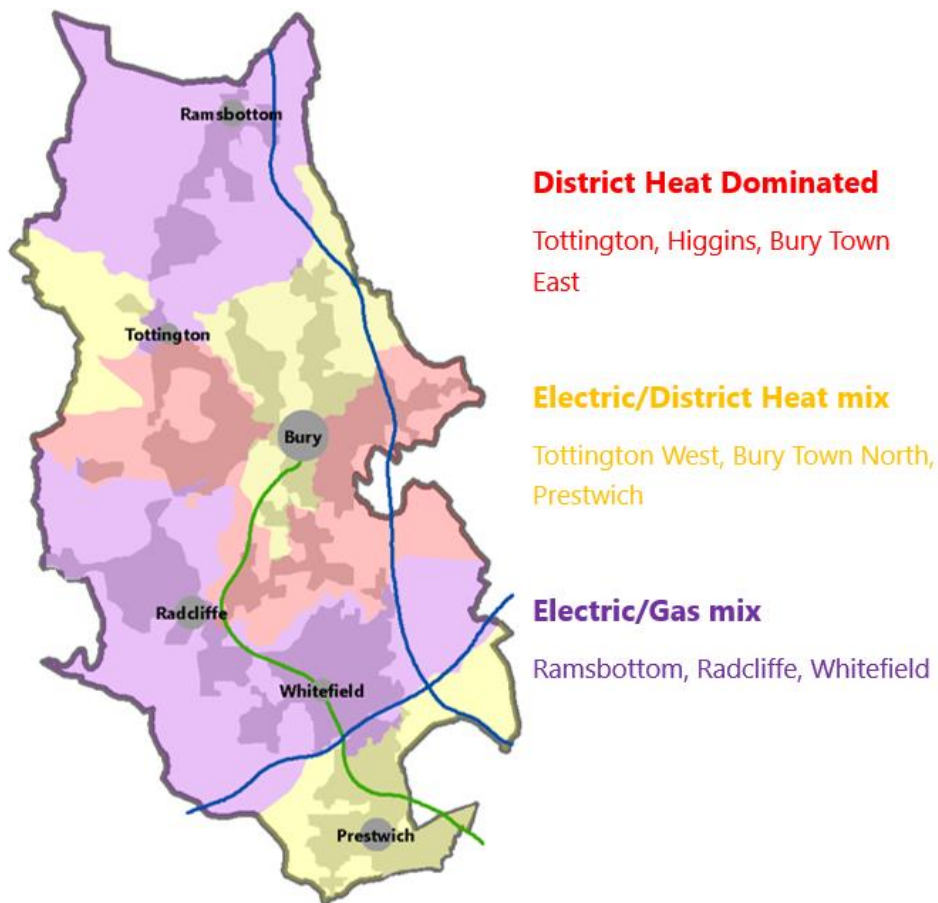 Ramsbottom
District Heat Dominated
Tottington, Higgins, Bury Town
East
Tottington
Electric/District Heat mix
Bury
Tottington West, Bury Town North,
Prestwich
Radcliffe
Electric/Gas mix
Ramsbottom, Radcliffe, Whitefield
Whitefield
Prestwich